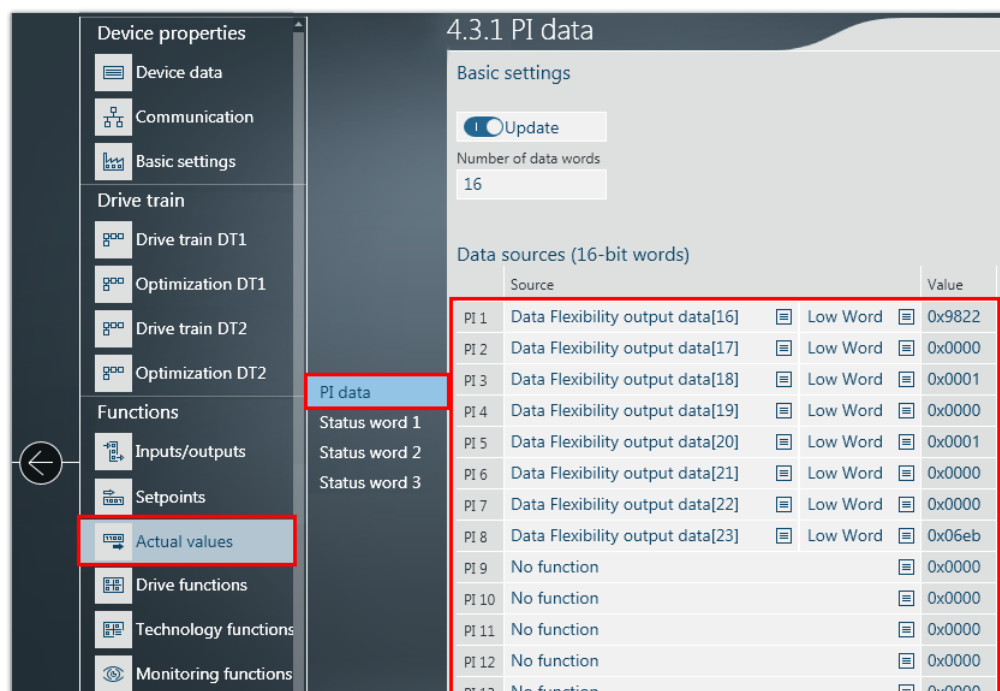 Device properties
Device data
Communication
Basic settings
Drive train
Drive train DT1
Optimization DT1
Drive train DT2
Optimization DT2
Functions
Inputs/outputs
Setpoints
Actual values
Drive functions
Technology functions
Monitoring functions
PI data
Status word 1
Status word 2
Status word 3
4.3.1 PI data
Basic settings
Update
Number of data words
16
Data sources (16-bit words)
Source Value
PI 1 Data Flexibility output data[16] Low Word 0x9822
PI 2 Data Flexibility output data[17] Low Word 0x0000
PI 3 Data Flexibility output data[18] Low Word 0x0001
PI 4 Data Flexibility output data[19] Low Word 0x0000
PI 5 Data Flexibility output data[20] Low Word 0x0001
PI 6 Data Flexibility output data[21] Low Word 0x0000
PI 7 Data Flexibility output data[22] Low Word 0x0000
PI 8 Data Flexibility output data[23] Low Word 0x06eb
PI 9 No function 0x0000
PI 10 No function 0x0000
PI 11 No function 0x0000
PI 12 No function 0x0000
PI 13 No function 0x0000